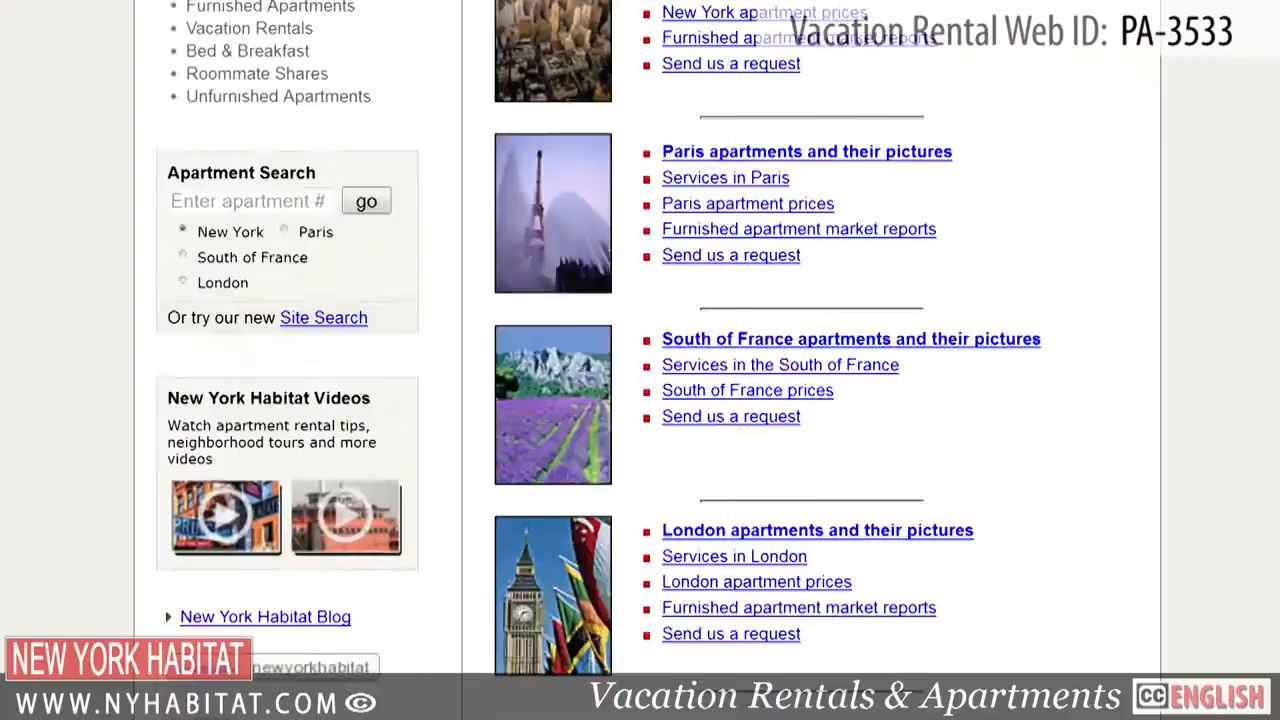 Furnished Apartments
Vacation Rentals
Bed & Breakfast
Roommate Shares
Unfurnished Apartments
Apartment Search
Enter apartment # go
New York Paris
South of France
London
Or try our new Site Search
New York Habitat Videos
Watch apartment rental tips,
neighborhood tours and more
videos
New York Habitat Blog
newyorkhabitat
New York apartment prices
Furnished apartment market reports
Send us a request
Vacation Rental Web ID: PA-3533
Paris apartments and their pictures
Services in Paris
Paris apartment prices
Furnished apartment market reports
Send us a request
South of France apartments and their pictures
Services in the South of France
South of France prices
Send us a request
London apartments and their pictures
Services in London
London apartment prices
Furnished apartment market reports
Send us a request
NEW YORK HABITAT
WWW.NYHABITAT.COM ©
Vacation Rentals & Apartments
CC ENGLISH